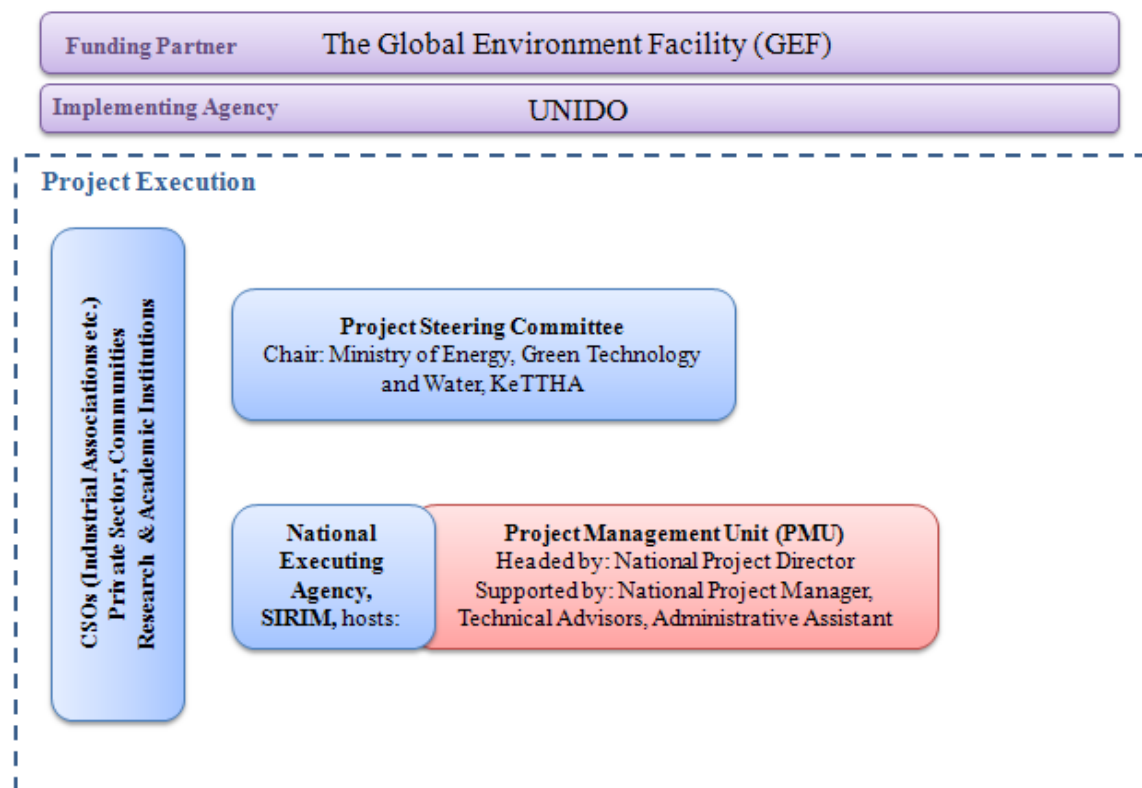 Funding Partner The Global Environment Facility (GEF)
Implementing Agency UNIDO
Project Execution
CSOs (Industrial Associations etc.)
Private Sector, Communities
Research & Academic Institutions
Project Steering Committee
Chair: Ministry of Energy, Green Technology
and Water, KeTTHA
National
Executing
Agency,
SIRIM, hosts:
Project Management Unit (PMU)
Headed by: National Project Director
Supported by: National Project Manager,
Technical Advisors, Administrative Assistant